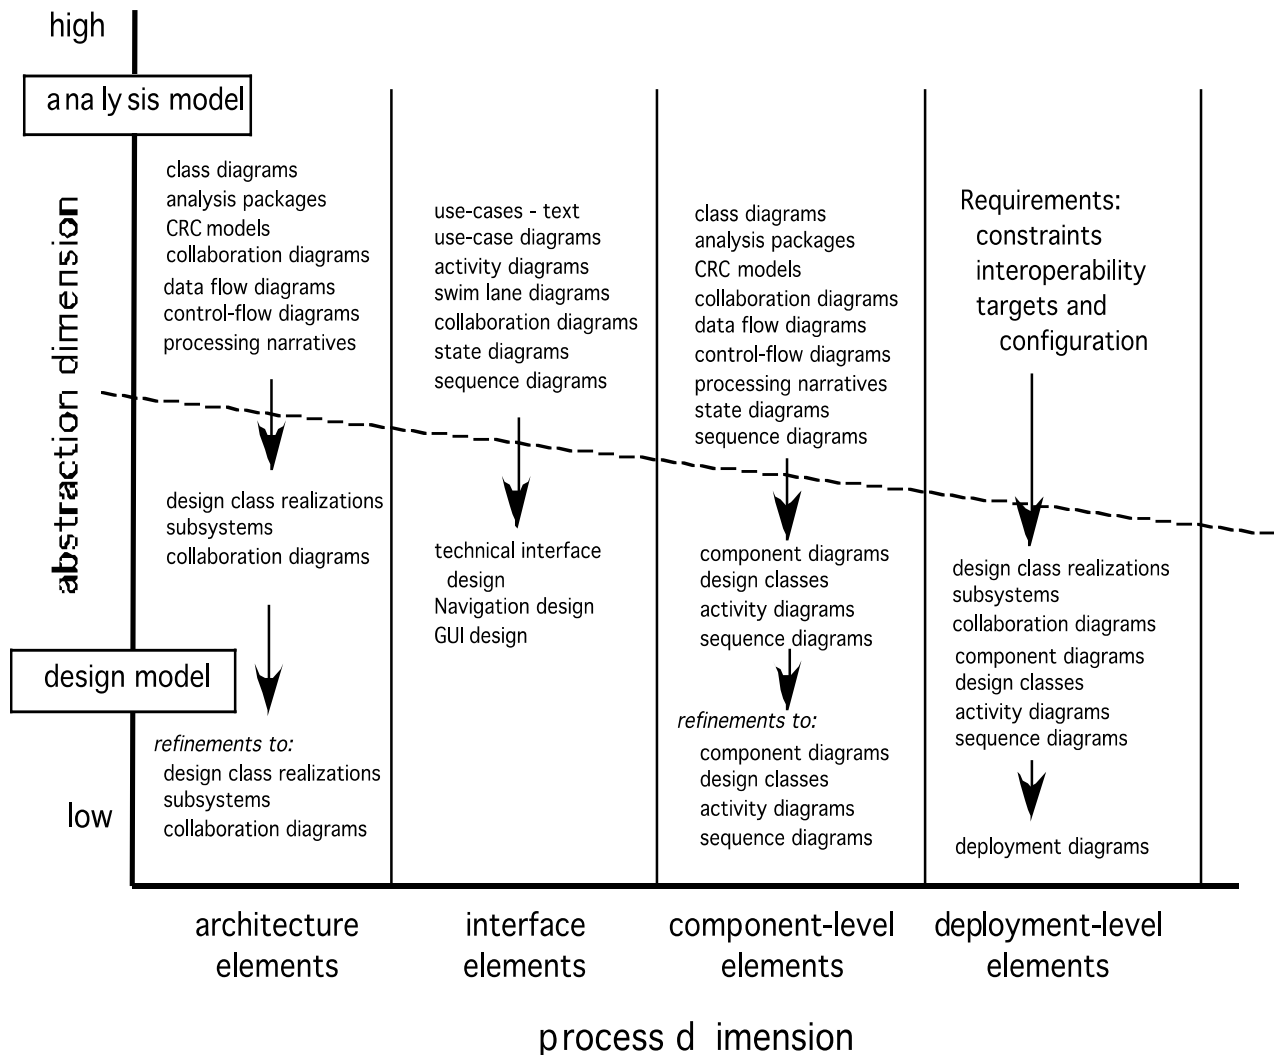 high
analysis model
abstraction dimension
design model
low
class diagrams
analysis packages
CRC models
collaboration diagrams
data flow diagrams
control-flow diagrams
processing narratives
design class realizations
subsystems
collaboration diagrams
refinements to:
design class realizations
subsystems
collaboration diagrams
use-cases - text
use-case diagrams
activity diagrams
swim lane diagrams
collaboration diagrams
state diagrams
sequence diagrams
technical interface
design
Navigation design
GUI design
class diagrams
analysis packages
CRC models
collaboration diagrams
data flow diagrams
control-flow diagrams
processing narratives
state diagrams
sequence diagrams
component diagrams
design classes
activity diagrams
sequence diagrams
refinements to:
component diagrams
design classes
activity diagrams
sequence diagrams
Requirements:
constraints
interoperability
targets and
configuration
design class realizations
subsystems
collaboration diagrams
component diagrams
design classes
activity diagrams
sequence diagrams
deployment diagrams
architecture
elements
interface
elements
component-level
elements
deployment-level
elements
process dimension